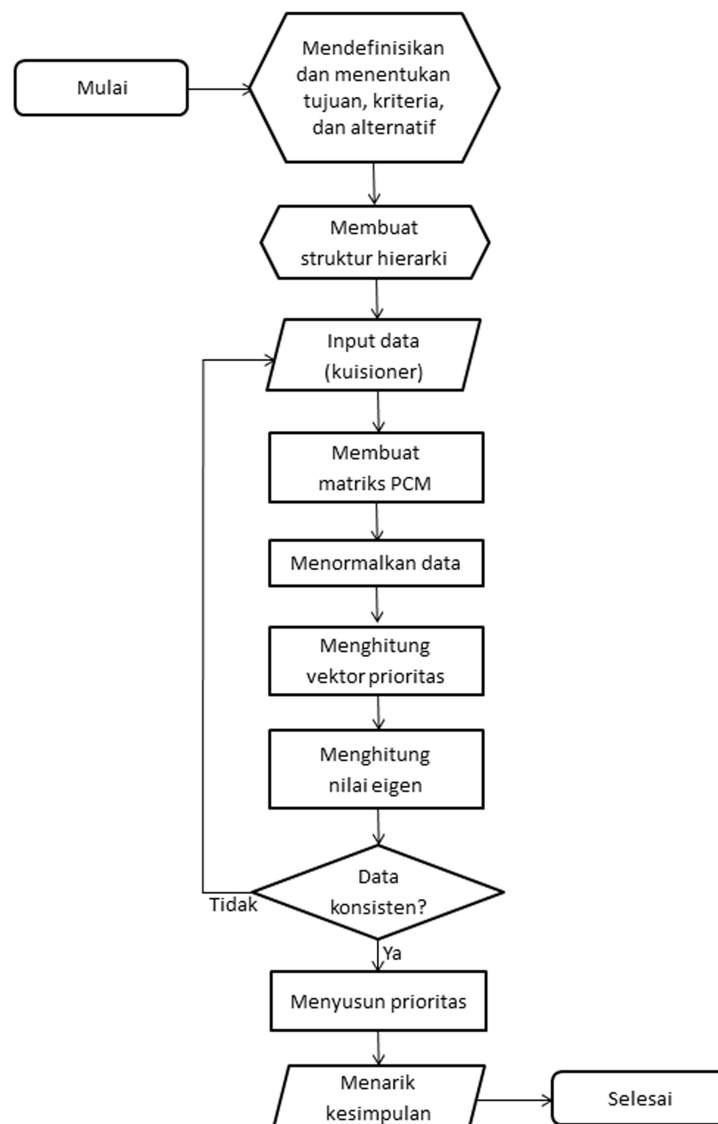 Mulai
Mendefinisikan
dan menentukan
tujuan, kriteria,
dan alternatif
Membuat
struktur hierarki
Input data
(kuisioner)
Membuat
matriks PCM
Menormalkan data
Menghitung
vektor prioritas
Menghitung
nilai eigen
Data
konsisten?
Tidak
Ya
Menyusun prioritas
Menarik
kesimpulan
Selesai